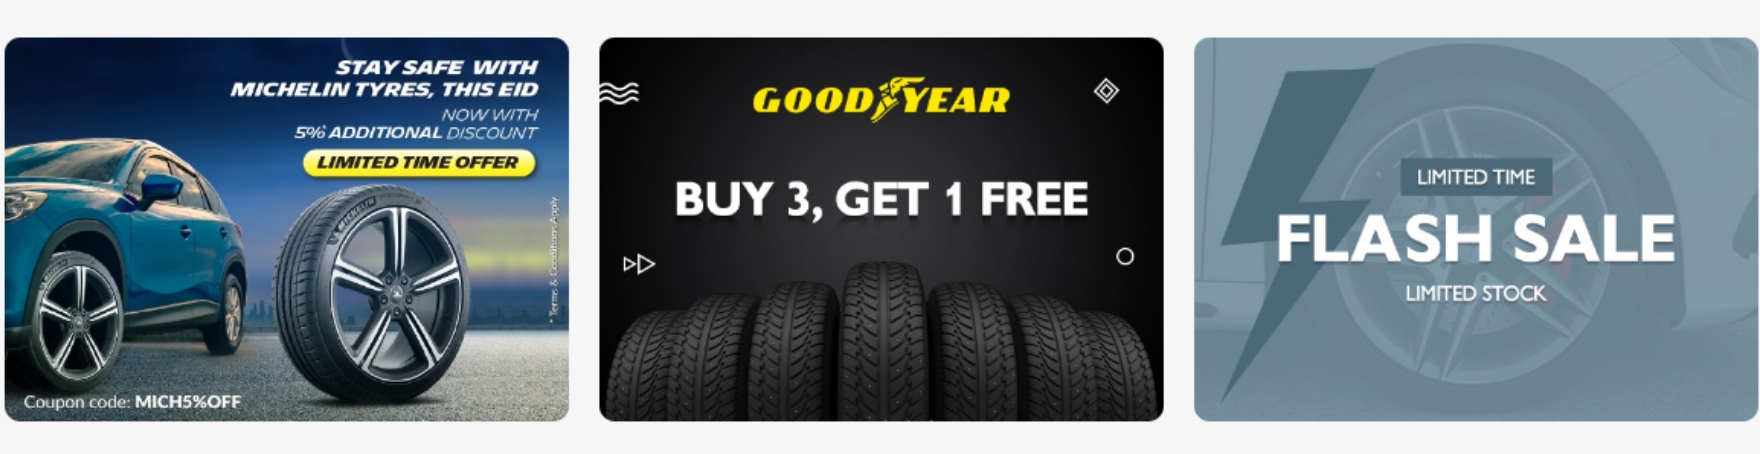 STAY SAFE WITH
MICHELIN TYRES, THIS EID
NOW WITH
5% ADDITIONAL DISCOUNT
LIMITED TIME OFFER
MICHELIN
* Terms & Conditions Apply
Coupon code: MICH5%OFF
GOODYEAR
BUY 3, GET 1 FREE
LIMITED TIME
FLASH SALE
LIMITED STOCK